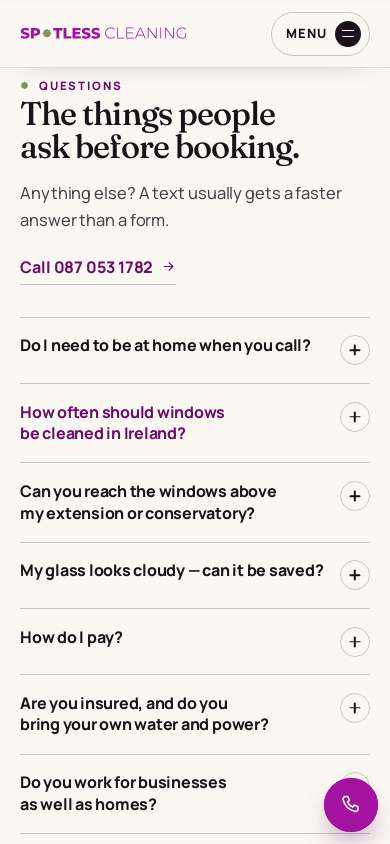 SPOTLESS CLEANING
MENU
QUESTIONS
The things people
ask before booking.
Anything else? A text usually gets a faster
answer than a form.
Call 087 053 1782 →
Do I need to be at home when you call?
How often should windows
be cleaned in Ireland?
Can you reach the windows above
my extension or conservatory?
My glass looks cloudy — can it be saved?
How do I pay?
Are you insured, and do you
bring your own water and power?
Do you work for businesses
as well as homes?